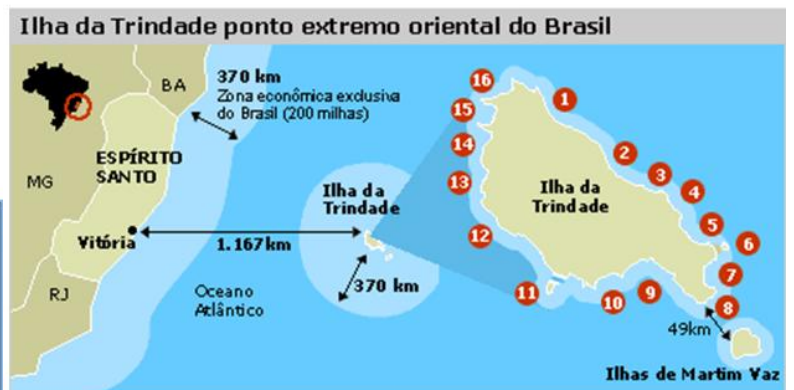 Ilha da Trindade ponto extremo oriental do Brasil
BA
370 km
Zona econômica exclusiva
do Brasil (200 milhas)
ESPÍRITO
SANTO
MG
Vitória
RJ
1.167km
Oceano
Atlântico
Ilha da
Trindade
370 km
16
15
14
13
12
11
10
9
1
2
3
4
5
6
7
8
Ilha da
Trindade
49km
Ilhas de Martim Vaz